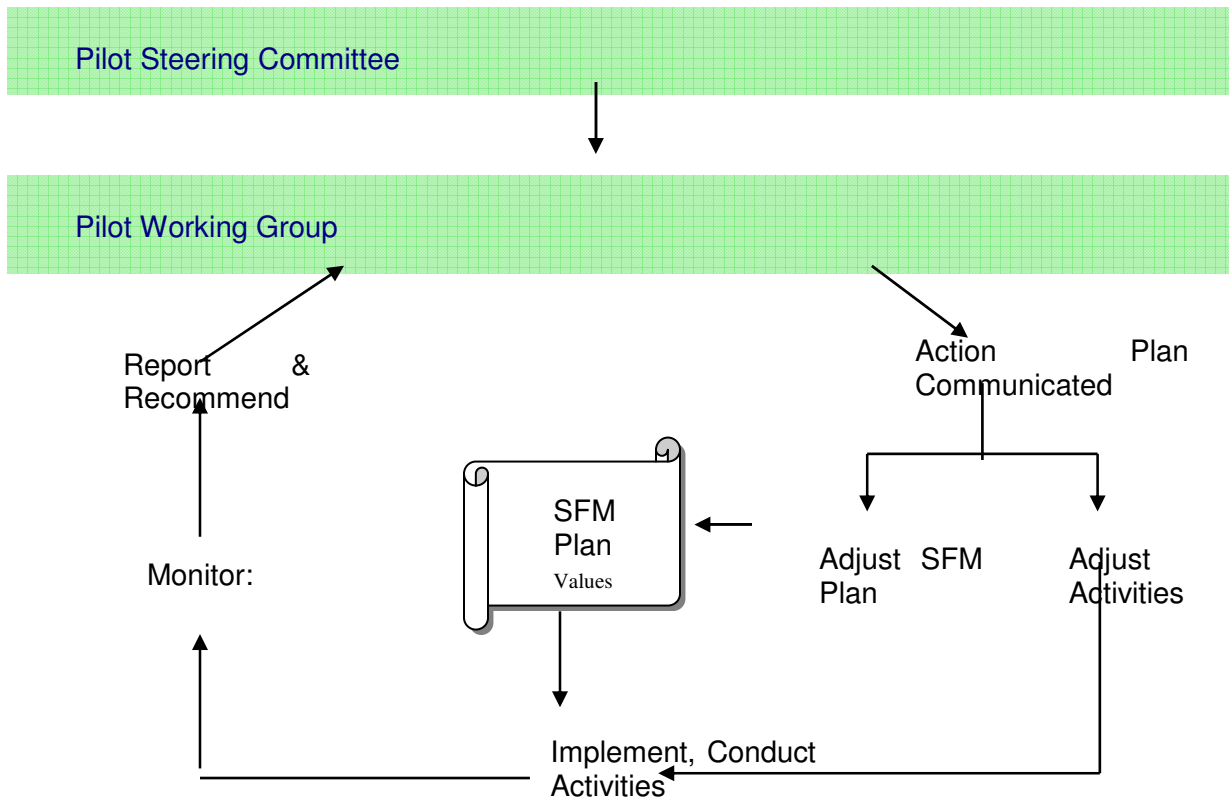 Pilot Steering Committee
Pilot Working Group
Report &
Recommend
Action Plan
Communicated
SFM
Plan
Values
Adjust SFM
Plan
Adjust
Activities
Monitor:
Implement, Conduct
Activities